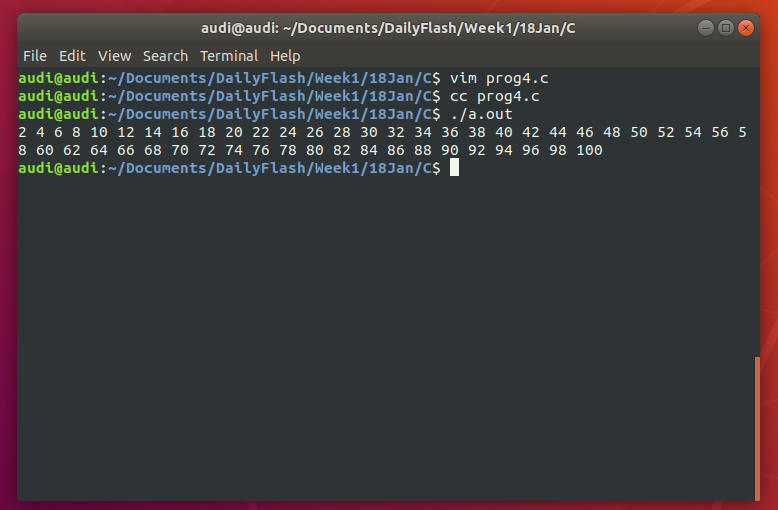 audi@audi: ~/Documents/DailyFlash/Week1/18Jan/C
File Edit View Search Terminal Help
audi@audi:~/Documents/DailyFlash/Week1/18Jan/C$ vim prog4.c
audi@audi:~/Documents/DailyFlash/Week1/18Jan/C$ cc prog4.c
audi@audi:~/Documents/DailyFlash/Week1/18Jan/C$ ./a.out
2 4 6 8 10 12 14 16 18 20 22 24 26 28 30 32 34 36 38 40 42 44 46 48 50 52 54 56 5
8 60 62 64 66 68 70 72 74 76 78 80 82 84 86 88 90 92 94 96 98 100
audi@audi:~/Documents/DailyFlash/Week1/18Jan/C$